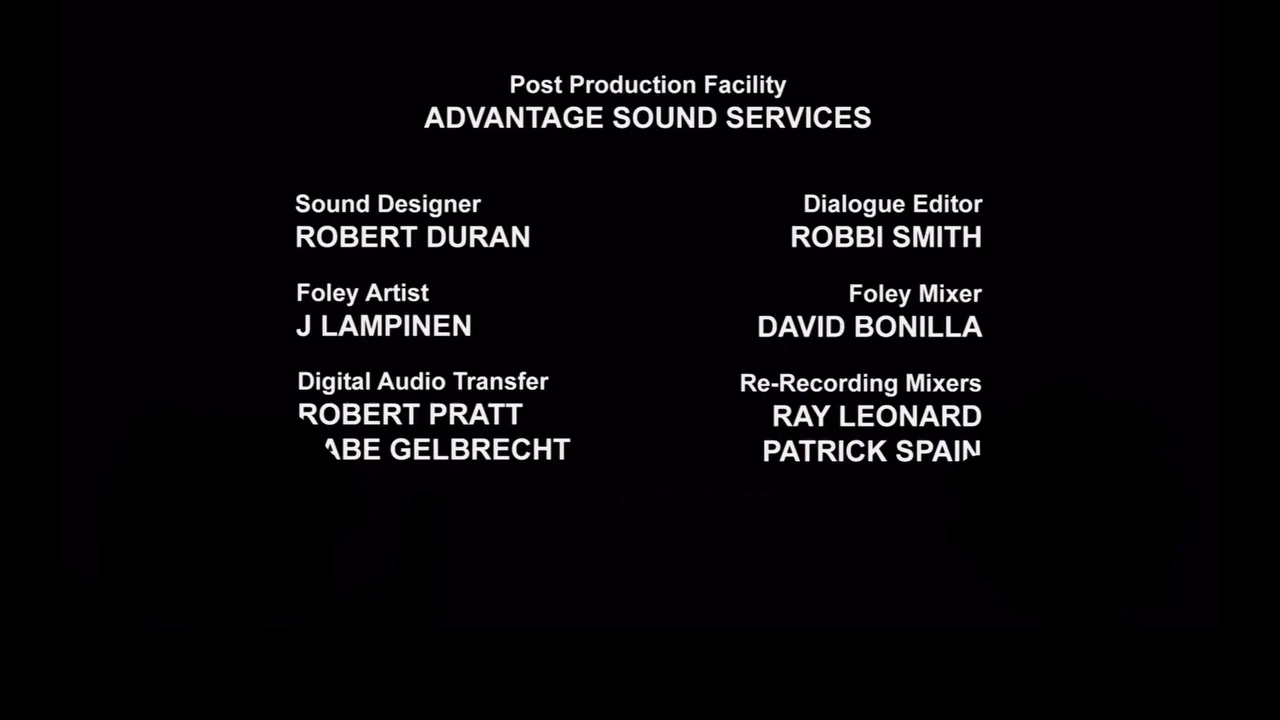 Post Production Facility
ADVANTAGE SOUND SERVICES
Sound Designer
ROBERT DURAN
Dialogue Editor
ROBBI SMITH
Foley Artist
J LAMPINEN
Foley Mixer
DAVID BONILLA
Digital Audio Transfer
ROBERT PRATT
GELBRECHT
Re-Recording Mixers
RAY LEONARD
PATRICK SPAIN